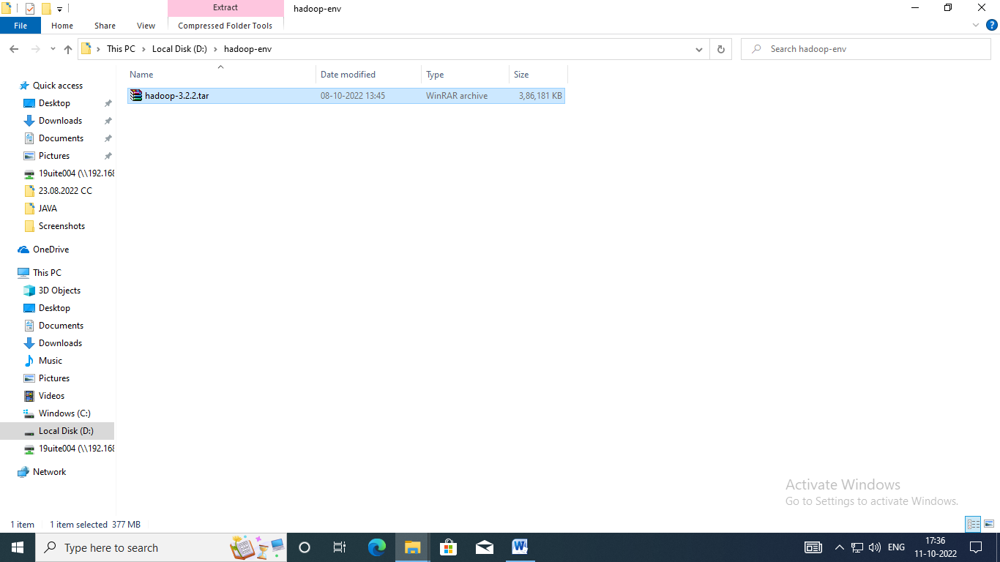 Extract
hadoop-env
File
Home
Share
View
Compressed Folder Tools
This PC
Local Disk (D:)
hadoop-env
Search hadoop-env
Name
Date modified
Type
Size
hadoop-3.2.2.tar
08-10-2022 13:45
WinRAR archive
3,86,181 KB
Quick access
Desktop
Downloads
Documents
Pictures
19uite004 (\\192.168
23.08.2022 CC
JAVA
Screenshots
OneDrive
This PC
3D Objects
Desktop
Documents
Downloads
Music
Pictures
Videos
Windows (C:)
Local Disk (D:)
19uite004 (\\192.168
Network
Activate Windows
Go to Settings to activate Windows.
1 item
1 item selected 377 MB
Type here to search
ENG
17:36
11-10-2022